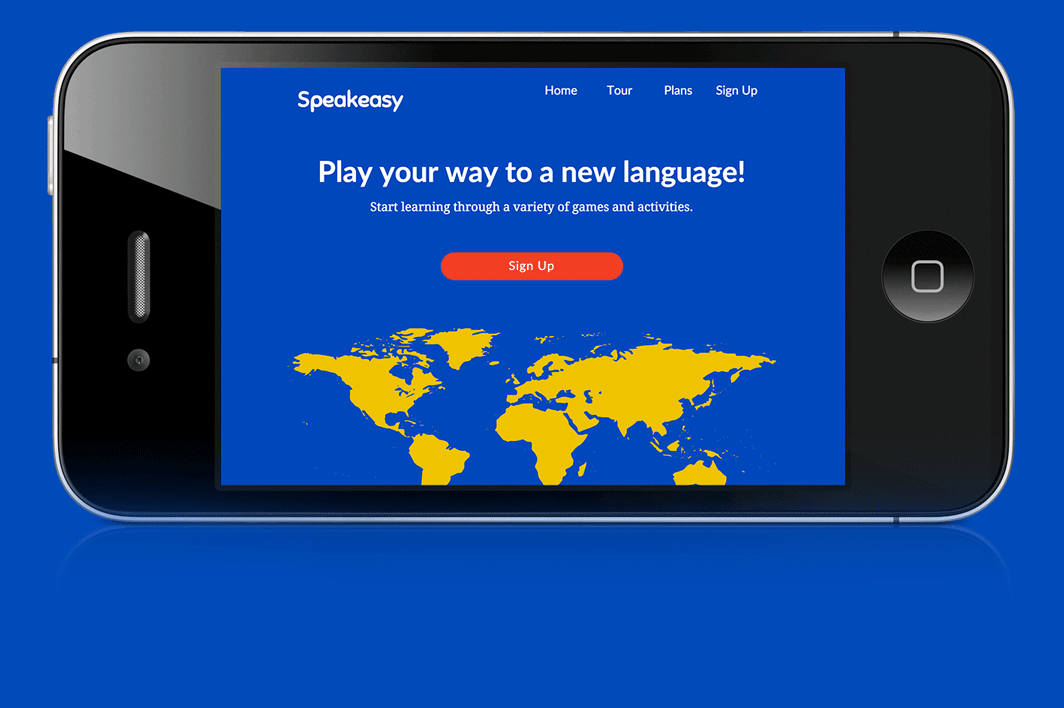 Speakeasy
Home Tour Plans Sign Up
Play your way to a new language!
Start learning through a variety of games and activities.
Sign Up